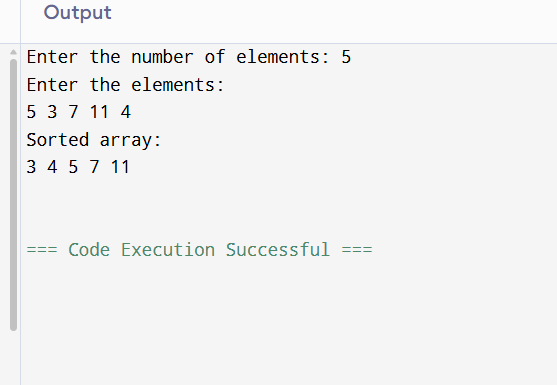 Output
Enter the number of elements: 5
Enter the elements:
5 3 7 11 4
Sorted array:
3 4 5 7 11
=== Code Execution Successful ===